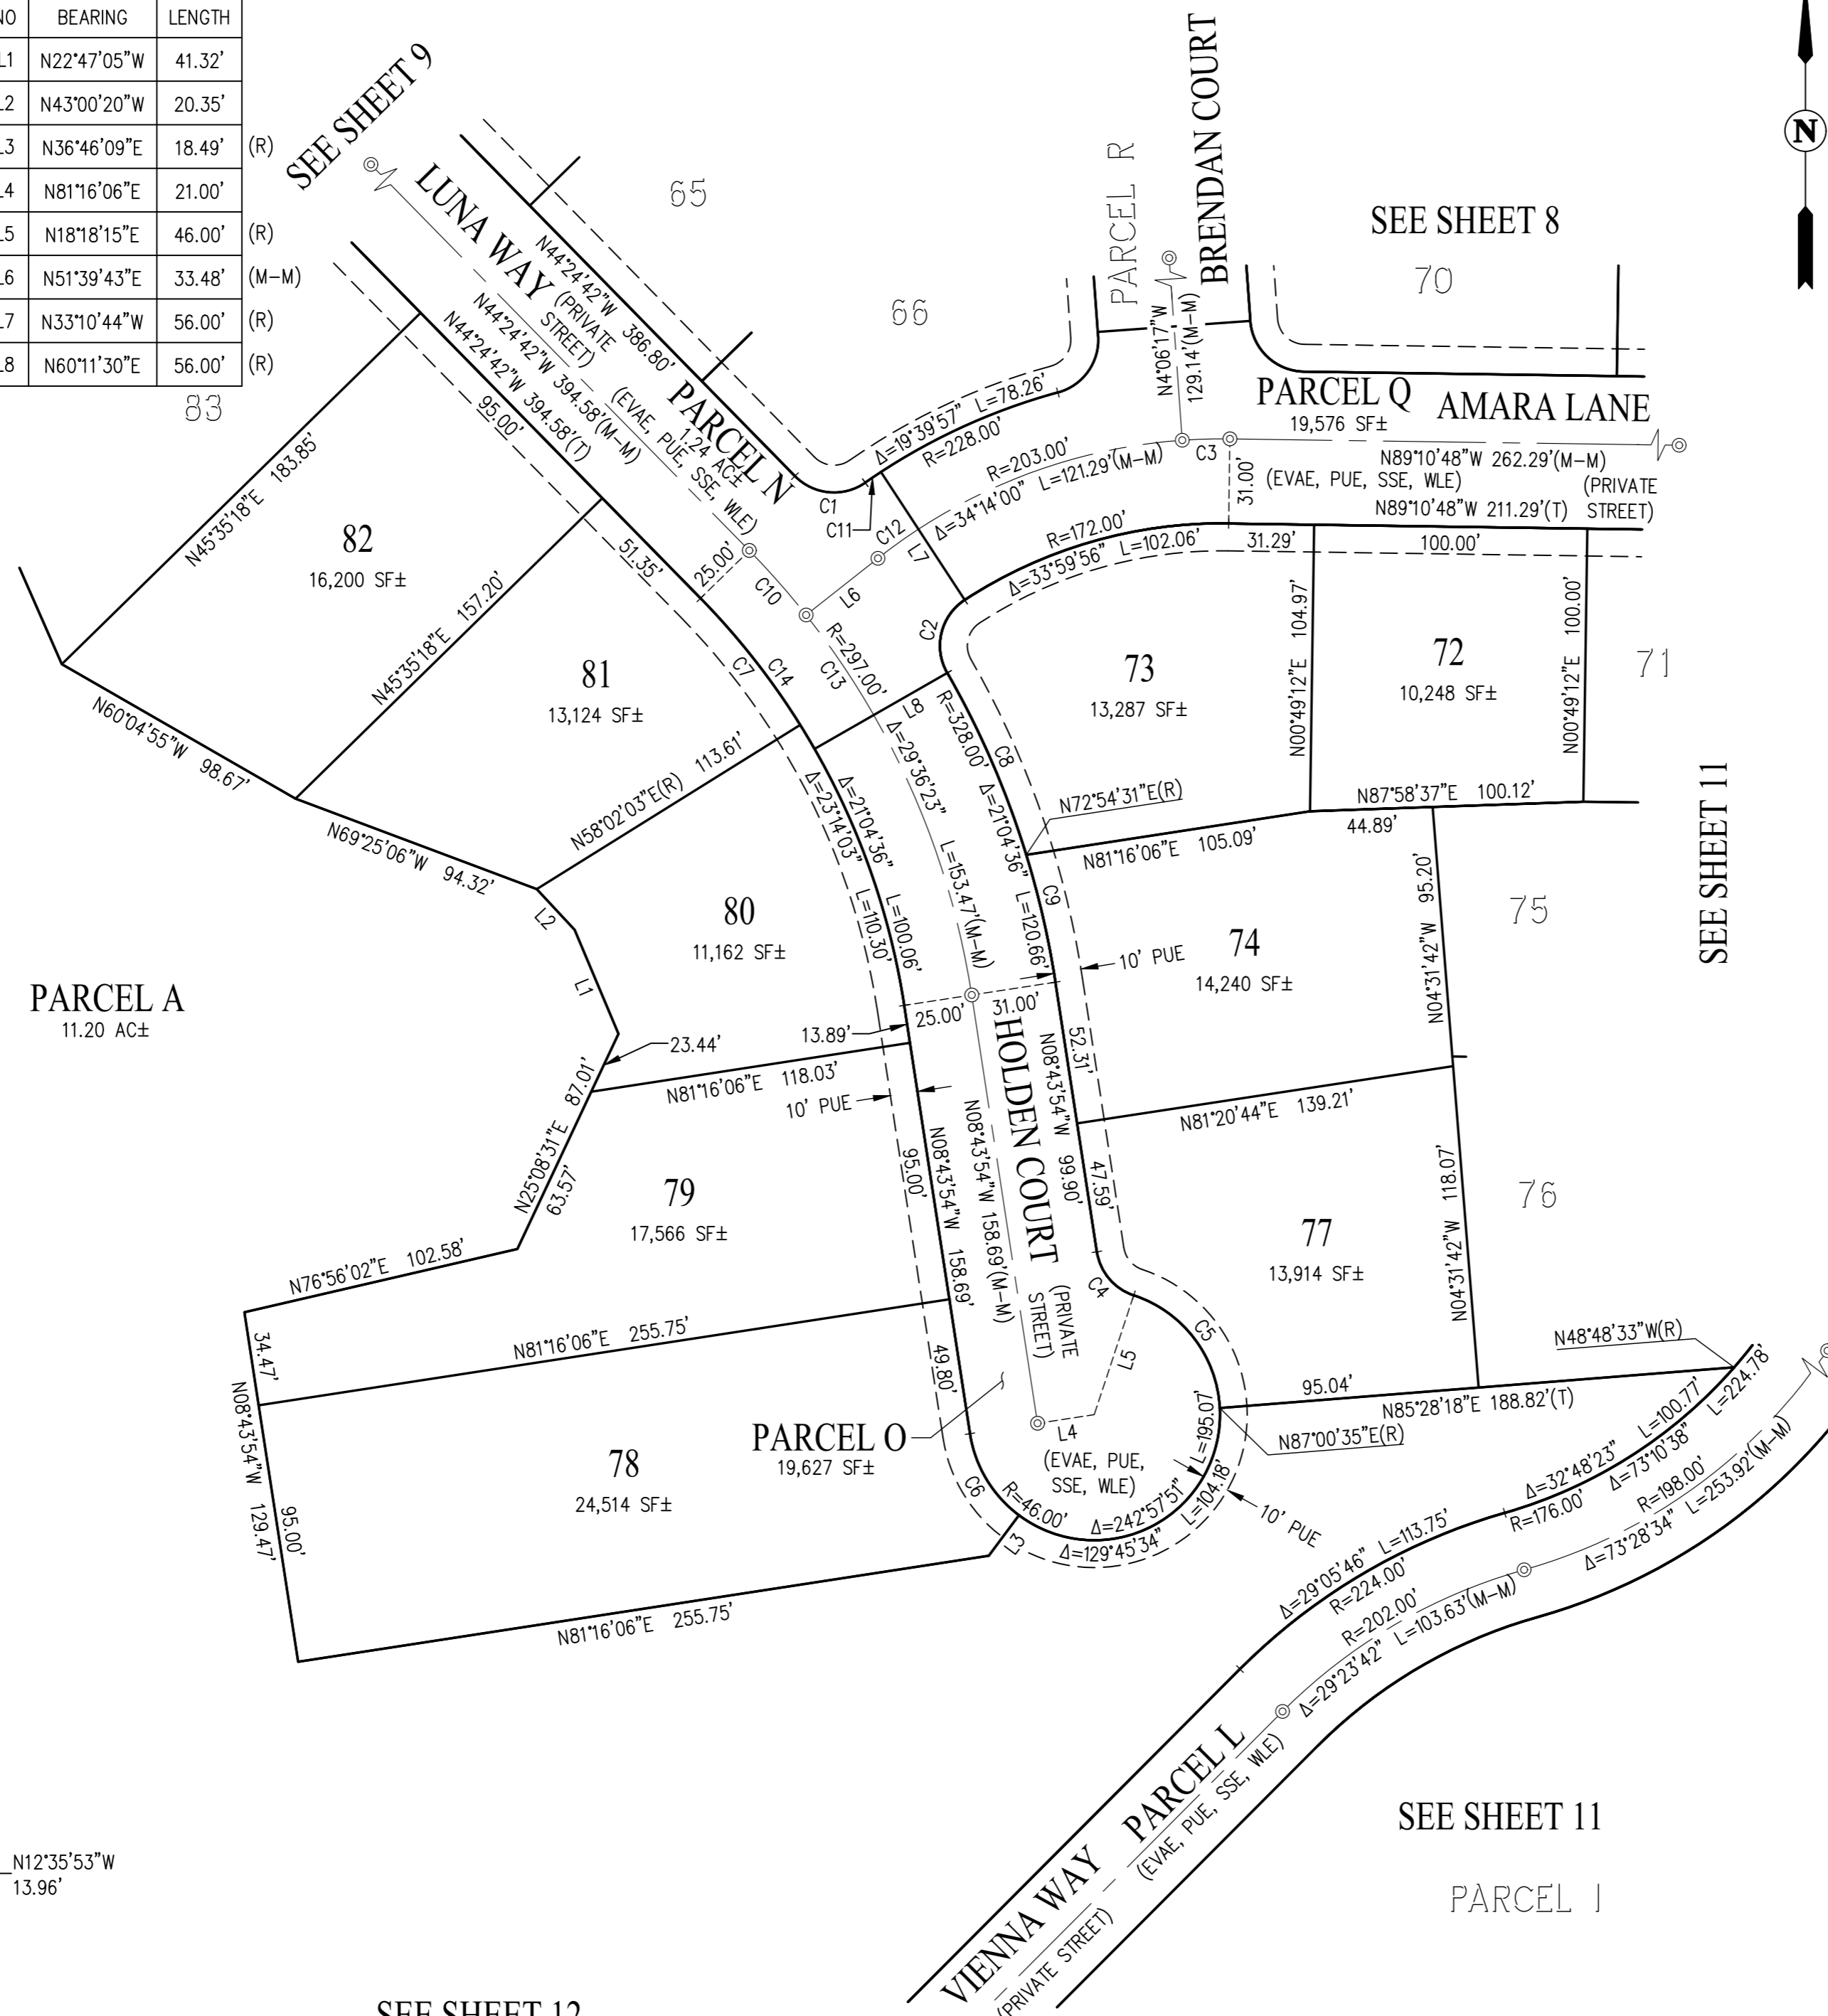 NO BEARING LENGTH
L1 N22°47'05"W 41.32'
L2 N43°00'20"W 20.35'
L3 N36°46'09"E 18.49' (R)
L4 N81°16'06"E 21.00'
L5 N18°18'15"E 46.00' (R)
L6 N51°39'43"E 33.48' (M-M)
L7 N33°10'44"W 56.00' (R)
L8 N60°11'30"E 56.00' (R)
SEE SHEET 9
83
65
66
PARCEL R
BRENDAN COURT
SEE SHEET 8
70
N
LUNA WAY
(PRIVATE
STREET)
N44°24'42"W 386.80'
N44°24'42"W 394.58'(M-M)
N44°24'42"W 394.58'(T)
(EVAE, PUE, SSE, WLE)
PARCEL N
1.24 AC±
95.00'
51.35'
25.00'
N4°06'17"W
129.14'(M-M)
Δ=19°39'57" L=78.26'
R=228.00'
R=203.00'
Δ=34°14'00" L=121.29'(M-M)
C1
C11
C12
C3
L7
L6
C10
PARCEL Q
19,576 SF±
AMARA LANE
N89°10'48"W 262.29'(M-M)
(EVAE, PUE, SSE, WLE)
(PRIVATE
STREET)
N89°10'48"W 211.29'(T)
31.00'
R=172.00'
Δ=33°59'56" L=102.06'
31.29'
100.00'
N45°35'18"E 183.85'
82
16,200 SF±
N45°35'18"E 157.20'
N60°04'55"W 98.67'
81
13,124 SF±
C7
C14
C13
C2
R=297.00'
L8
R=328.00'
C8
73
13,287 SF±
N00°49'12"E 104.97'
72
10,248 SF±
N00°49'12"E 100.00'
71
N58°02'03"E(R) 113.61'
N69°25'06"W 94.32'
Δ=29°36'23" L=153.47'(M-M)
Δ=21°04'36" L=120.66'
Δ=23°14'03" L=110.30'
Δ=21°04'36" L=100.06'
N72°54'31"E(R)
N87°58'37"E 100.12'
44.89'
N81°16'06"E 105.09'
SEE SHEET 11
L2
L1
80
11,162 SF±
C9
74
14,240 SF±
10' PUE
N04°31'42"W 95.20'
75
PARCEL A
11.20 AC±
25.00'
31.00'
13.89'
23.44'
N81°16'06"E 118.03'
10' PUE
HOLDEN COURT
(PRIVATE
STREET)
52.31'
N08°43'54"W 99.90'
47.59'
N81°20'44"E 139.21'
N25°08'31"E 87.01'
63.57'
79
17,566 SF±
95.00'
N08°43'54"W 158.69'
N08°43'54"W 158.69'(M-M)
77
13,914 SF±
N04°31'42"W 118.07'
76
N76°56'02"E 102.58'
34.47'
N81°16'06"E 255.75'
49.80'
C4
C5
L5
L4
N48°48'33"W(R)
95.04'
N85°28'18"E 188.82'(T)
N87°00'35"E(R)
N08°43'54"W 129.47'
95.00'
78
24,514 SF±
PARCEL O
19,627 SF±
(EVAE, PUE,
SSE, WLE)
C6
R=46.00'
L3
Δ=242°57'51" L=195.07'
Δ=129°45'34" L=104.18'
10' PUE
N81°16'06"E 255.75'
Δ=32°48'23" L=100.77'
Δ=73°10'38" L=224.78'
R=176.00'
R=198.00'
Δ=73°28'34" L=253.92'(M-M)
Δ=29°05'46" L=113.75'
R=224.00'
R=202.00'
Δ=29°23'42" L=103.63'(M-M)
VIENNA WAY PARCEL L
(PRIVATE STREET)
(EVAE, PUE, SSE, WLE)
SEE SHEET 11
PARCEL I
N12°35'53"W
13.96'
SEE SHEET 12